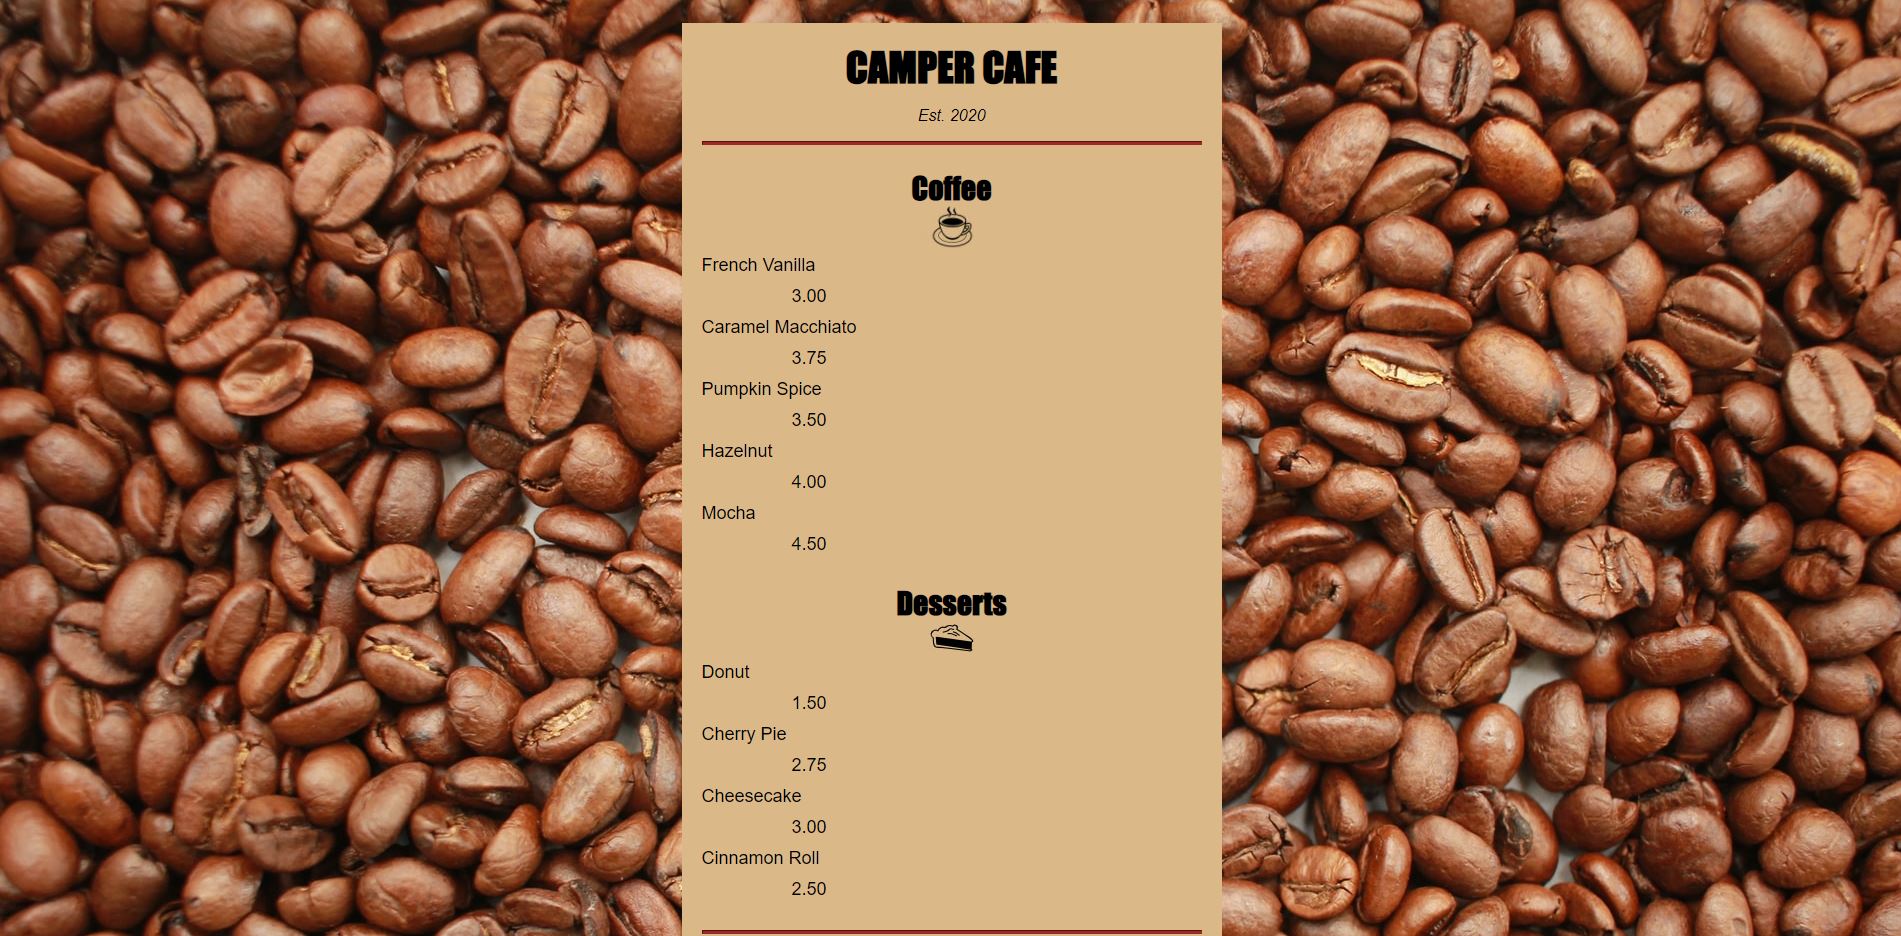 CAMPER CAFE
Est. 2020
Coffee
French Vanilla
3.00
Caramel Macchiato
3.75
Pumpkin Spice
3.50
Hazelnut
4.00
Mocha
4.50
Desserts
Donut
1.50
Cherry Pie
2.75
Cheesecake
3.00
Cinnamon Roll
2.50